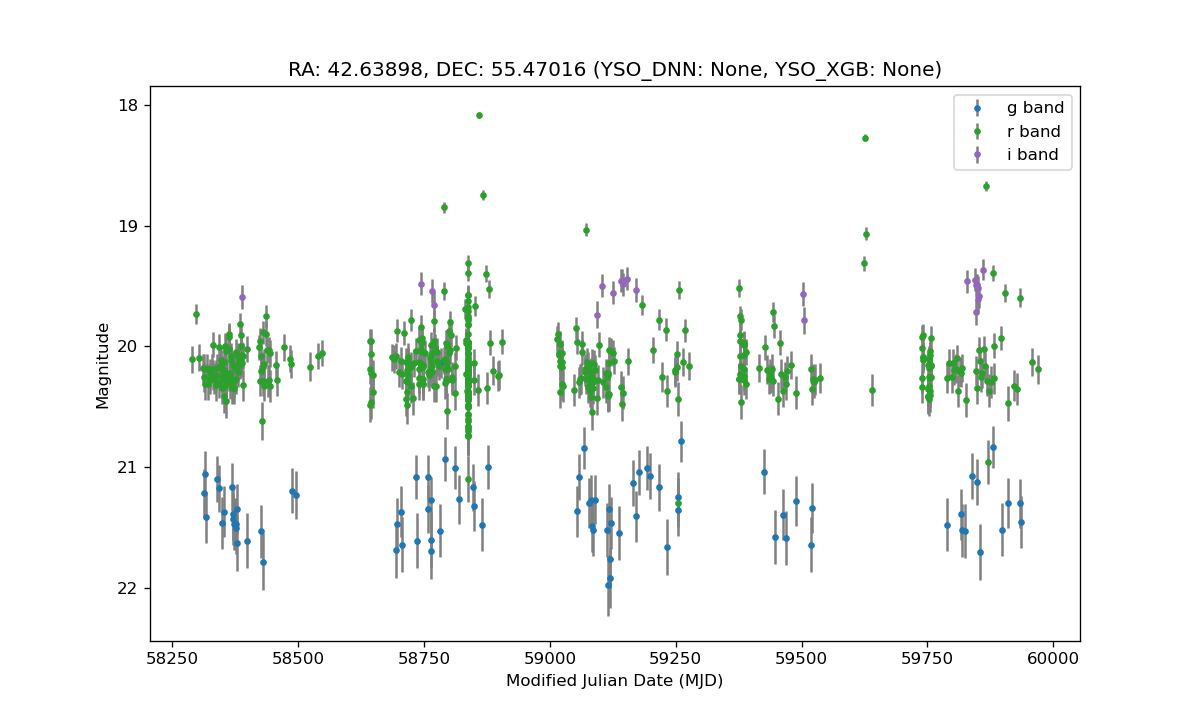 RA: 42.63898, DEC: 55.47016 (YSO_DNN: None, YSO_XGB: None)
g band
r band
i band
Magnitude
18
19
20
21
22
58250 58500 58750 59000 59250 59500 59750 60000
Modified Julian Date (MJD)